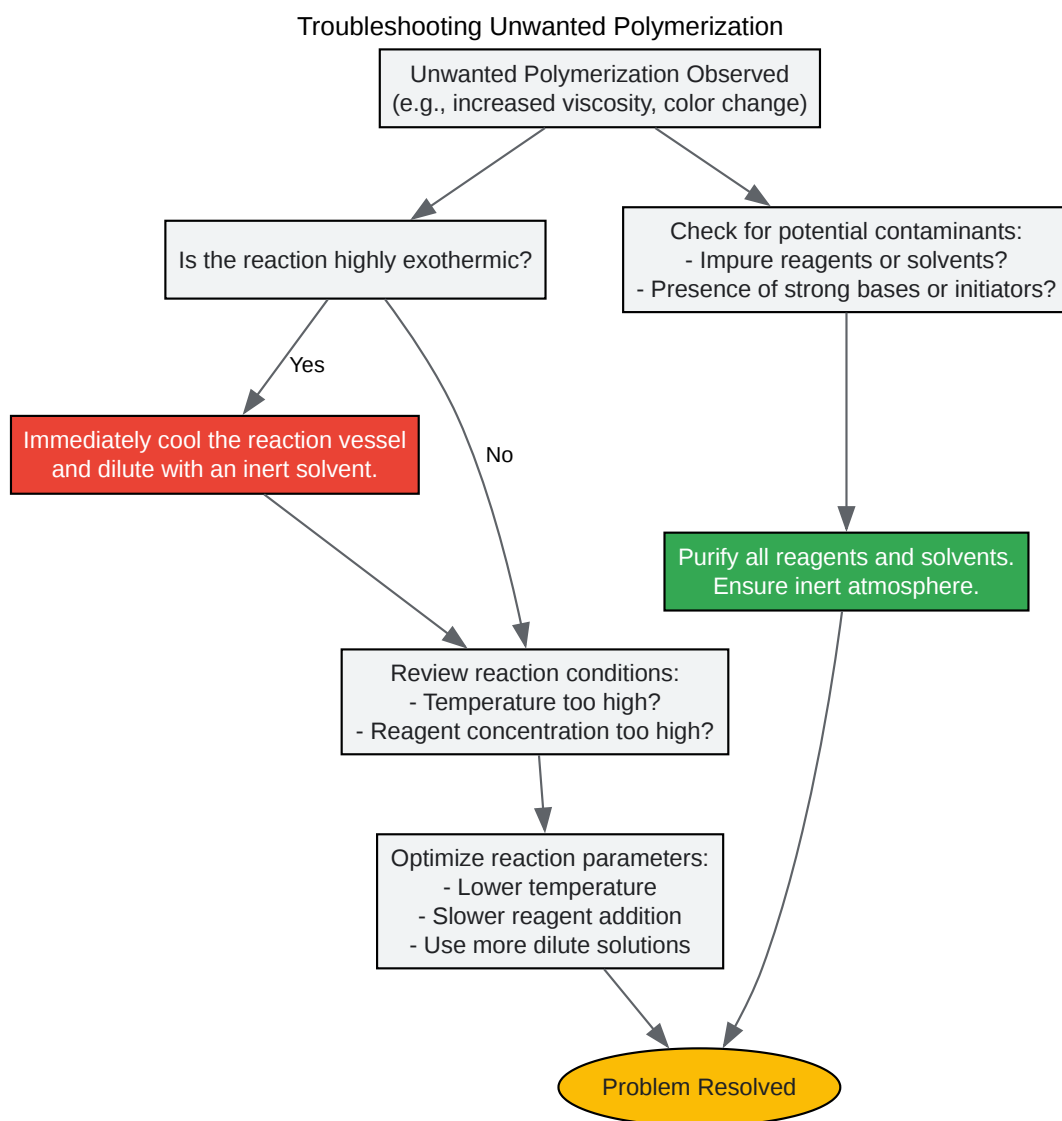 Troubleshooting Unwanted Polymerization
Unwanted Polymerization Observed
(e.g., increased viscosity, color change)
Is the reaction highly exothermic?
Check for potential contaminants:
- Impure reagents or solvents?
- Presence of strong bases or initiators?
Yes
Immediately cool the reaction vessel
and dilute with an inert solvent.
No
Purify all reagents and solvents.
Ensure inert atmosphere.
Review reaction conditions:
- Temperature too high?
- Reagent concentration too high?
Optimize reaction parameters:
- Lower temperature
- Slower reagent addition
- Use more dilute solutions
Problem Resolved